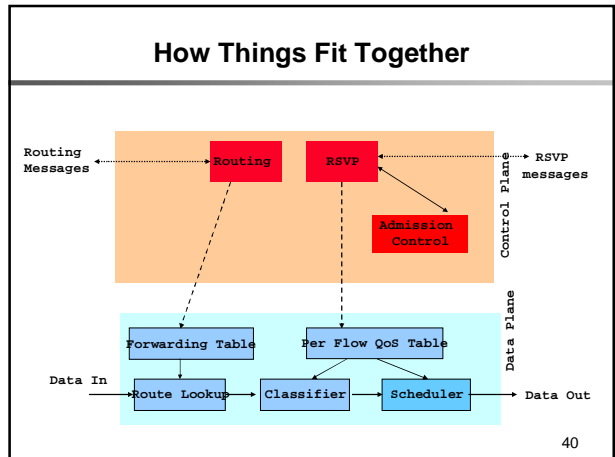 How Things Fit Together
Routing
Messages
Routing
RSVP
RSVP
messages
Admission
Control
Control Plane
Forwarding Table
Per Flow QoS Table
Data Plane
Data In
Route Lookup
Classifier
Scheduler
Data Out
40